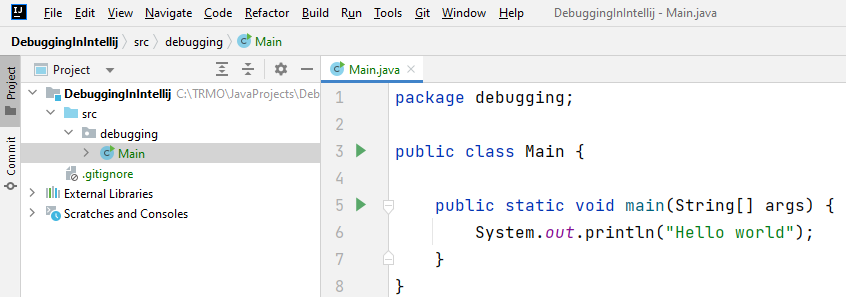 IJ File Edit View Navigate Code Refactor Build Run Tools Git Window Help DebuggingInIntellij - Main.java
DebuggingInIntellij src debugging Main
Project
Commit
Project
DebuggingInIntellij C:\TRMO\JavaProjects\Deb
src
debugging
Main
.gitignore
External Libraries
Scratches and Consoles
Main.java
1 package debugging;
2
3 public class Main {
4
5 public static void main(String[] args) {
6 System.out.println("Hello world");
7 }
8 }